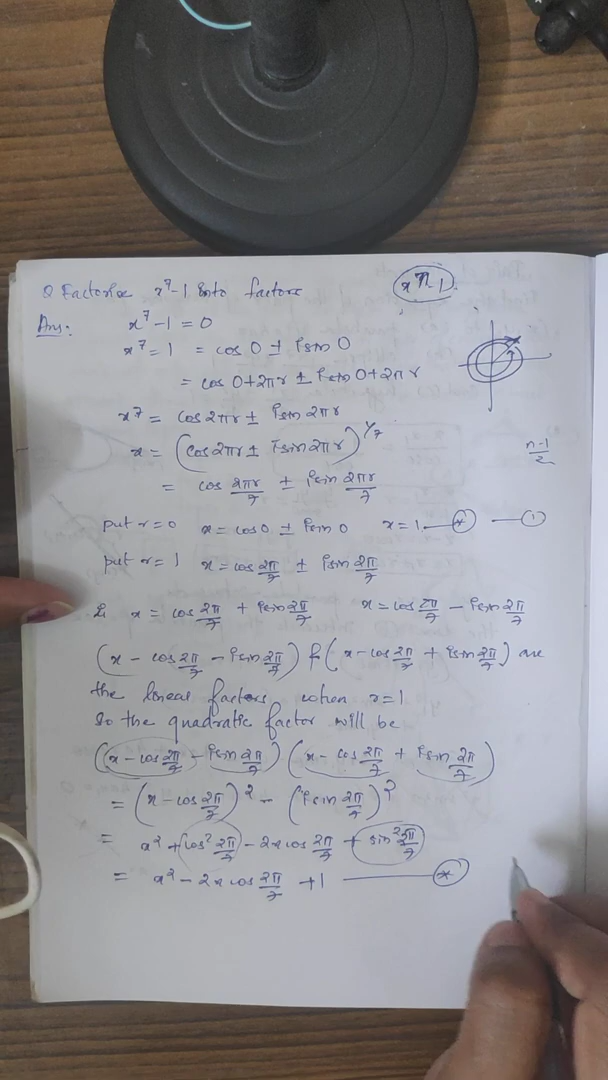 Q Factorise x⁷-1 into factors
xⁿ-1
Ans: x⁷-1=0
x⁷=1 = cos 0 ± i sin 0
= cos 0+2πr ± i sin 0+2πr
x⁷ = cos 2πr ± i sin 2πr
x = (cos 2πr ± i sin 2πr)^1/7
n-1/2
= cos 2πr/7 ± i sin 2πr/7
put r=0 x = cos 0 ± i sin 0 x=1 — * — 1
put r=1 x = cos 2π/7 ± i sin 2π/7
x = cos 2π/7 + i sin 2π/7 x = cos 2π/7 - i sin 2π/7
(x - cos 2π/7 - i sin 2π/7) & (x - cos 2π/7 + i sin 2π/7) are
the linear factors when r=1
So the quadratic factor will be
(x - cos 2π/7 - i sin 2π/7) (x - cos 2π/7 + i sin 2π/7)
= (x - cos 2π/7)² - (i sin 2π/7)²
= x² + cos² 2π/7 - 2x cos 2π/7 + sin² 2π/7
= x² - 2x cos 2π/7 + 1 — *